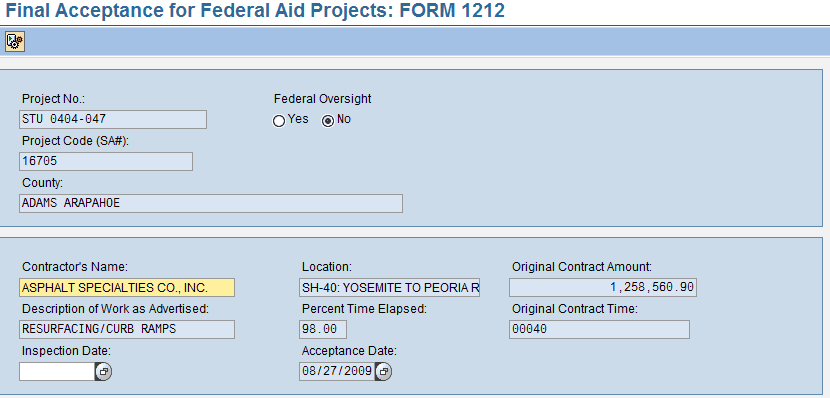 Final Acceptance for Federal Aid Projects: FORM 1212
Project No.:
Federal Oversight
STU 0404-047
Yes
No
Project Code (SA#):
16705
County:
ADAMS ARAPAHOE
Contractor's Name:
Location:
Original Contract Amount:
ASPHALT SPECIALTIES CO., INC.
SH-40: YOSEMITE TO PEORIA R
1,258,560.90
Description of Work as Advertised:
Percent Time Elapsed:
Original Contract Time:
RESURFACING/CURB RAMPS
98.00
00040
Inspection Date:
Acceptance Date:
08/27/2009